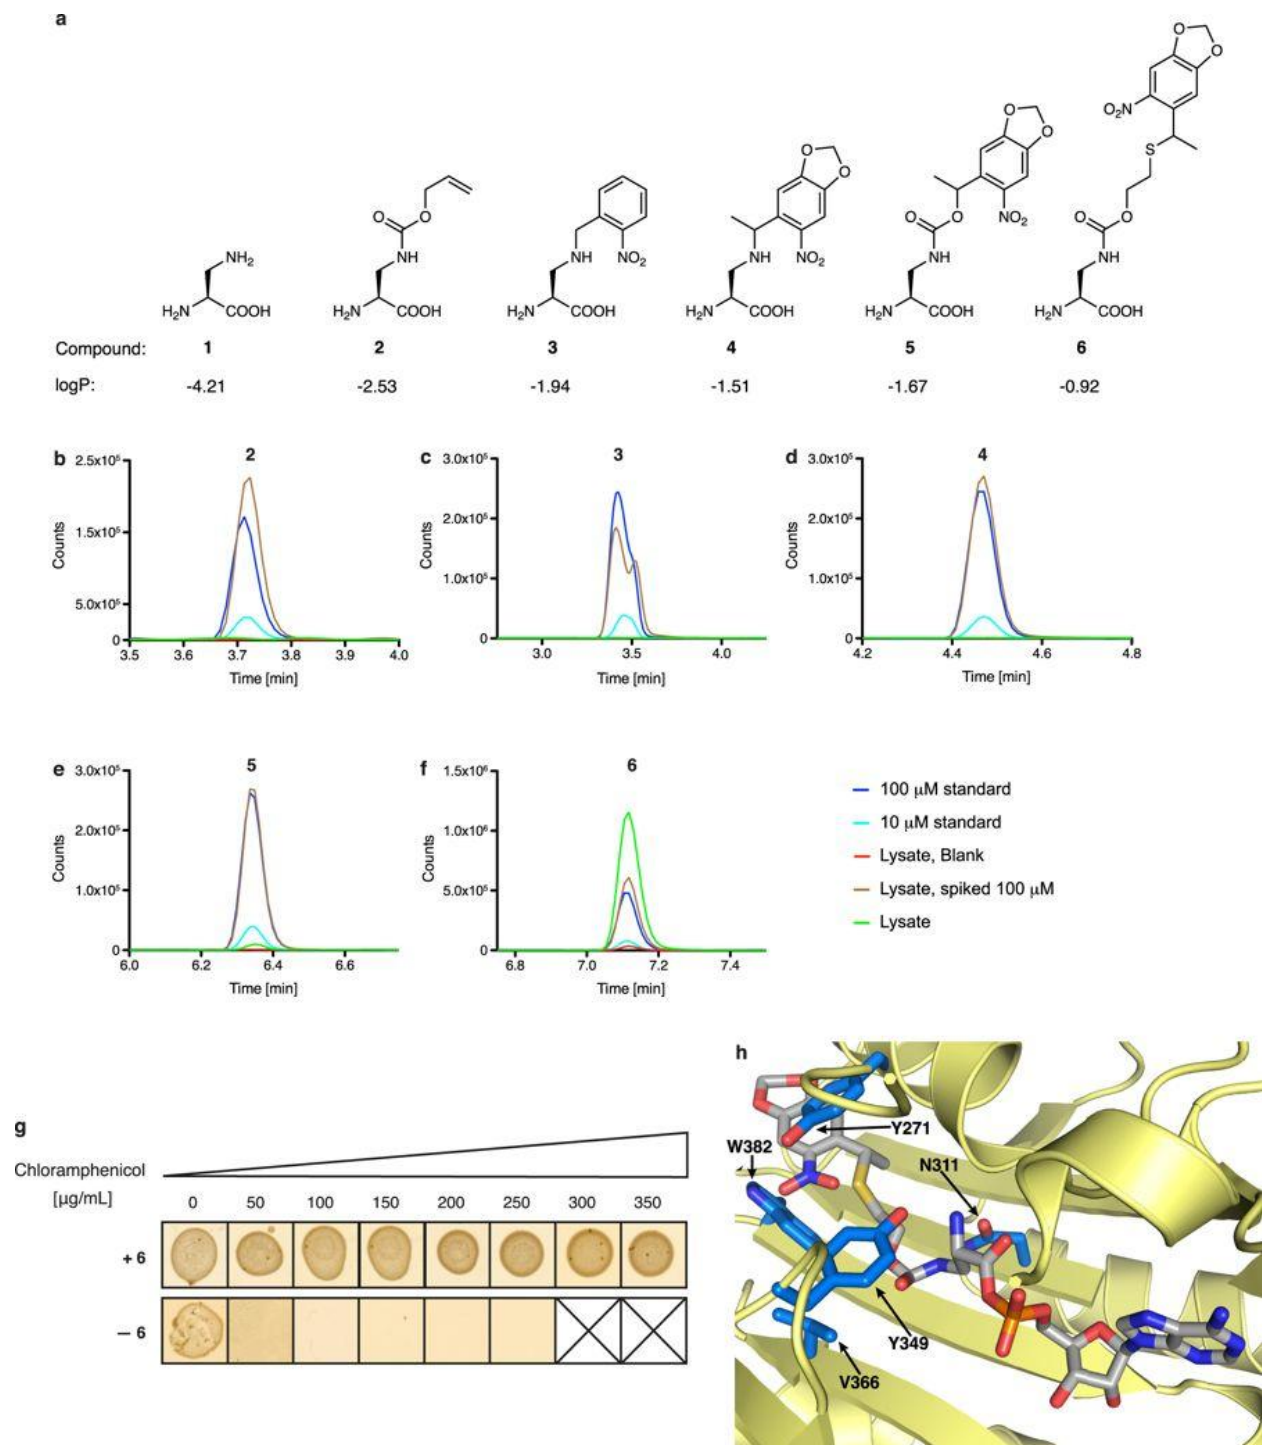 a
NO₂
NH₂
H₂N COOH
O O NH
H₂N COOH
NH NO₂
H₂N COOH
O O
NH NO₂
H₂N COOH
O O
O O NO₂
NH
H₂N COOH
O O
O₂N
S
O O
NH
H₂N COOH
Compound: 1 2 3 4 5 6
logP: -4.21 -2.53 -1.94 -1.51 -1.67 -0.92
b 2
2.5x10⁵
1.5x10⁵
5.0x10⁴
0
Counts
3.5 3.6 3.7 3.8 3.9 4.0
Time [min]
c 3
3.0x10⁵
2.0x10⁵
1.0x10⁵
0
Counts
3.0 3.5 4.0
Time [min]
d 4
3.0x10⁵
2.0x10⁵
1.0x10⁵
0
Counts
4.2 4.4 4.6 4.8
Time [min]
e 5
3.0x10⁵
2.0x10⁵
1.0x10⁵
0
Counts
6.0 6.2 6.4 6.6
Time [min]
f 6
1.5x10⁶
1.0x10⁶
5.0x10⁵
0
Counts
6.8 7.0 7.2 7.4
Time [min]
100 μM standard
10 μM standard
Lysate, Blank
Lysate, spiked 100 μM
Lysate
g
Chloramphenicol
[μg/mL] 0 50 100 150 200 250 300 350
+ 6
– 6
h
Y271
W382
N311
Y349
V366